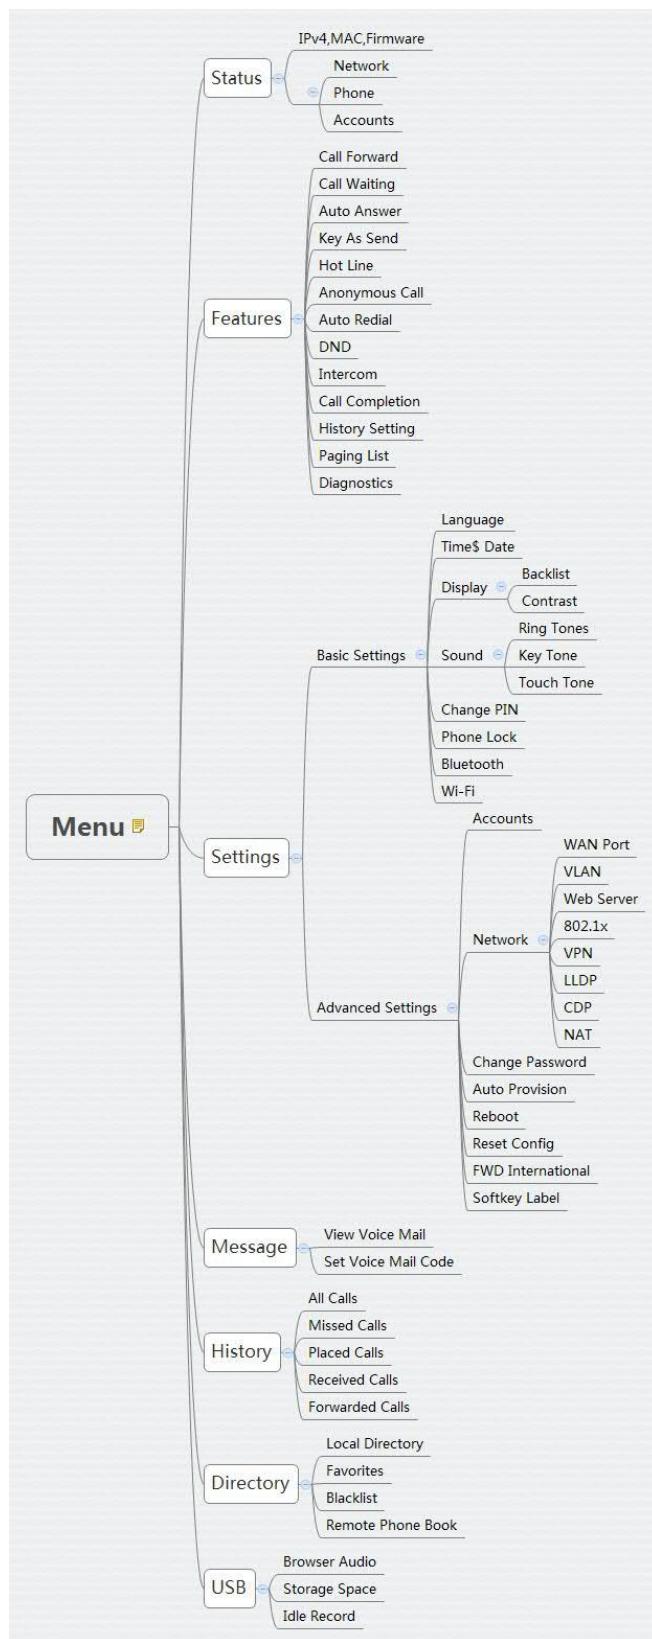 Menu
Status
IPv4,MAC,Firmware
Network
Phone
Accounts
Features
Call Forward
Call Waiting
Auto Answer
Key As Send
Hot Line
Anonymous Call
Auto Redial
DND
Intercom
Call Completion
History Setting
Paging List
Diagnostics
Settings
Basic Settings
Language
Time$ Date
Display
Backlist
Contrast
Sound
Ring Tones
Key Tone
Touch Tone
Change PIN
Phone Lock
Bluetooth
Wi-Fi
Advanced Settings
Accounts
Network
WAN Port
VLAN
Web Server
802.1x
VPN
LLDP
CDP
NAT
Change Password
Auto Provision
Reboot
Reset Config
FWD International
Softkey Label
Message
View Voice Mail
Set Voice Mail Code
History
All Calls
Missed Calls
Placed Calls
Received Calls
Forwarded Calls
Directory
Local Directory
Favorites
Blacklist
Remote Phone Book
USB
Browser Audio
Storage Space
Idle Record